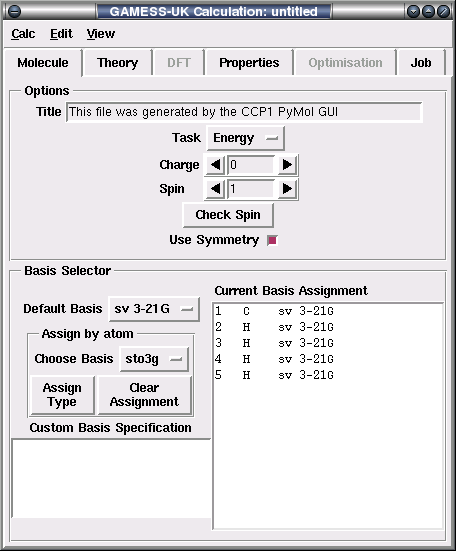 GAMESS-UK Calculation: untitled
Calc Edit View
Molecule Theory DFT Properties Optimisation Job
Options
Title This file was generated by the CCP1 PyMol GUI
Task Energy
Charge 0
Spin 1
Check Spin
Use Symmetry
Basis Selector
Default Basis sv 3-21G
Assign by atom
Choose Basis sto3g
Assign Type
Clear Assignment
Custom Basis Specification
Current Basis Assignment
1 C sv 3-21G
2 H sv 3-21G
3 H sv 3-21G
4 H sv 3-21G
5 H sv 3-21G